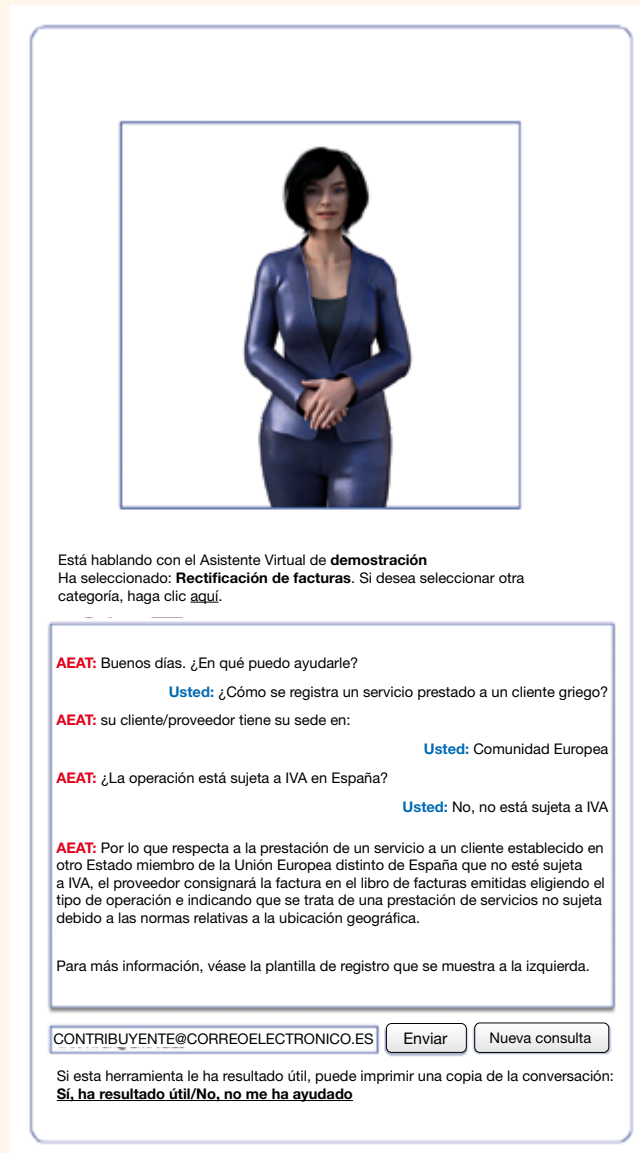 Está hablando con el Asistente Virtual de demostración
Ha seleccionado: Rectificación de facturas. Si desea seleccionar otra
categoría, haga clic aquí.
AEAT: Buenos días. ¿En qué puedo ayudarle?
Usted: ¿Cómo se registra un servicio prestado a un cliente griego?
AEAT: su cliente/proveedor tiene su sede en:
Usted: Comunidad Europea
AEAT: ¿La operación está sujeta a IVA en España?
Usted: No, no está sujeta a IVA
AEAT: Por lo que respecta a la prestación de un servicio a un cliente establecido en
otro Estado miembro de la Unión Europea distinto de España que no esté sujeta
a IVA, el proveedor consignará la factura en el libro de facturas emitidas eligiendo el
tipo de operación e indicando que se trata de una prestación de servicios no sujeta
debido a las normas relativas a la ubicación geográfica.
Para más información, véase la plantilla de registro que se muestra a la izquierda.
CONTRIBUYENTE@CORREOELECTRONICO.ES Enviar Nueva consulta
Si esta herramienta le ha resultado útil, puede imprimir una copia de la conversación:
Sí, ha resultado útil/No, no me ha ayudado